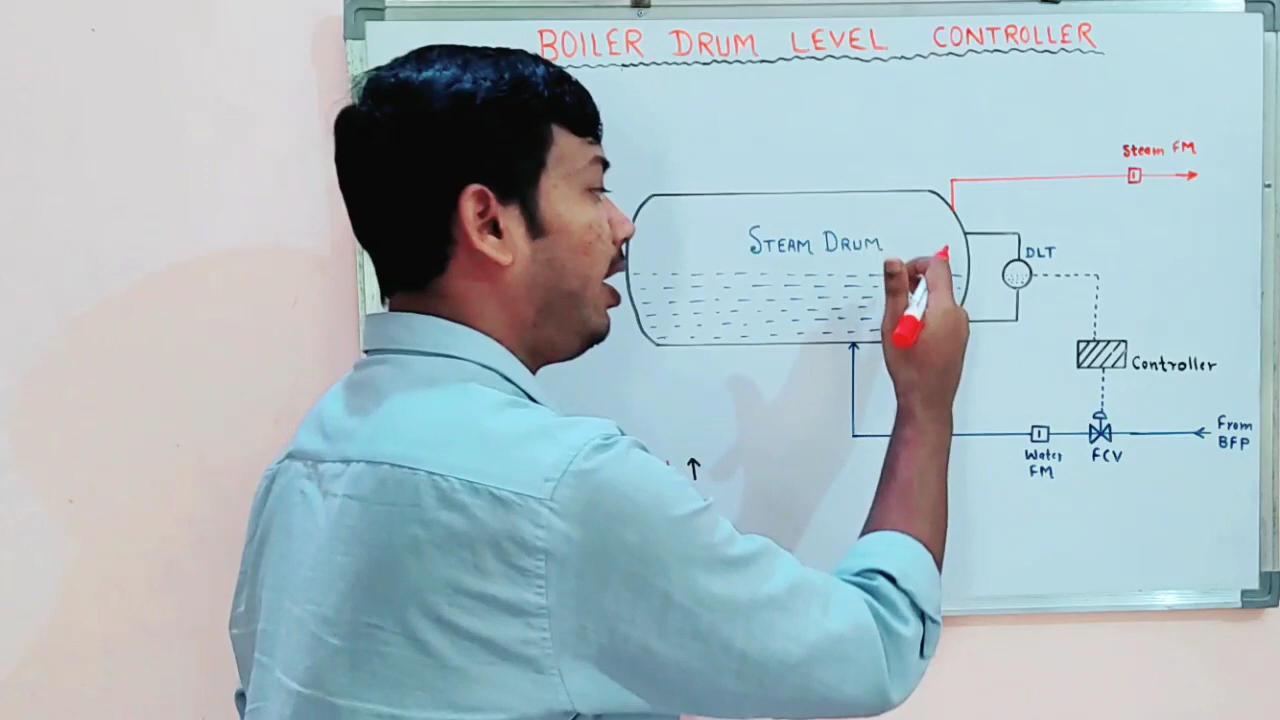 BOILER DRUM LEVEL CONTROLLER
Steam FM
STEAM DRUM
DLT
Controller
From
BFP
Water
FM
FCV
↑